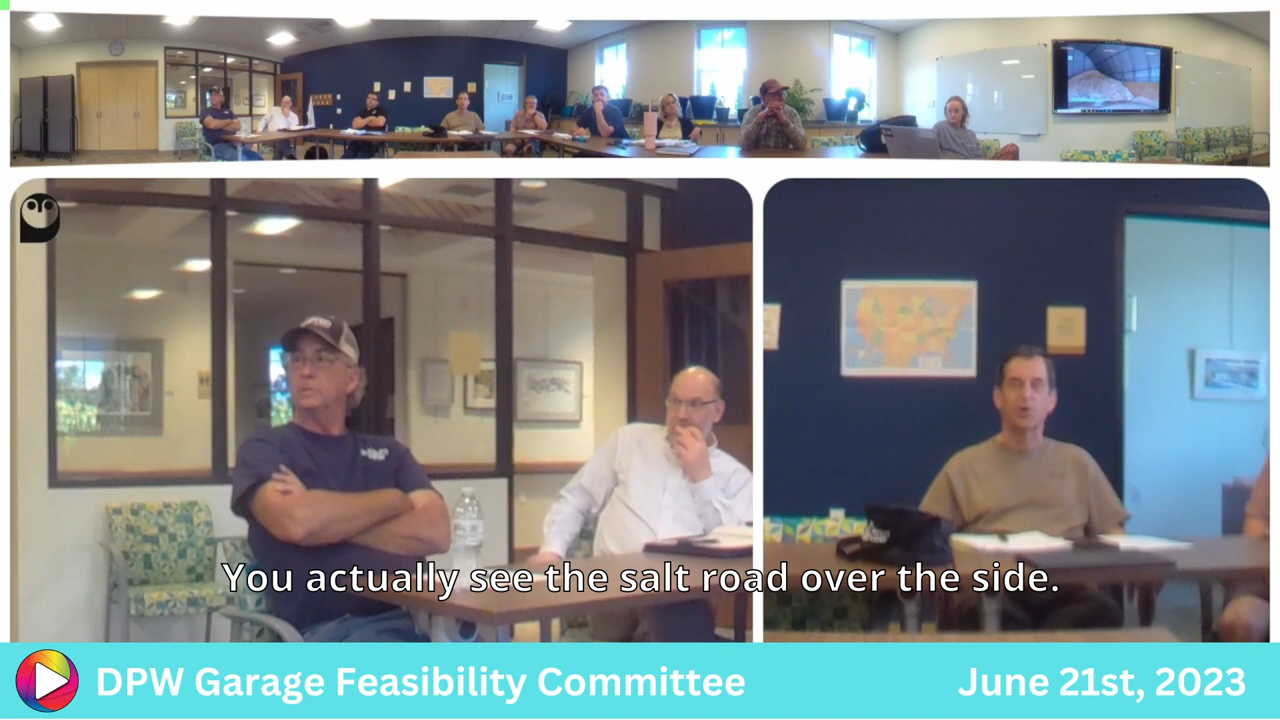 You actually see the salt road over the side.
DPW Garage Feasibility Committee
June 21st, 2023